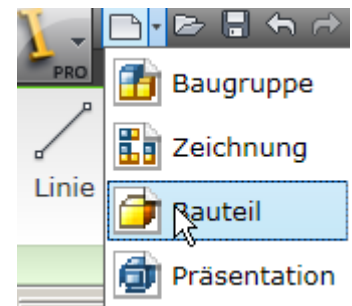 PRO
Baugruppe
Zeichnung
Linie
Bauteil
Präsentation